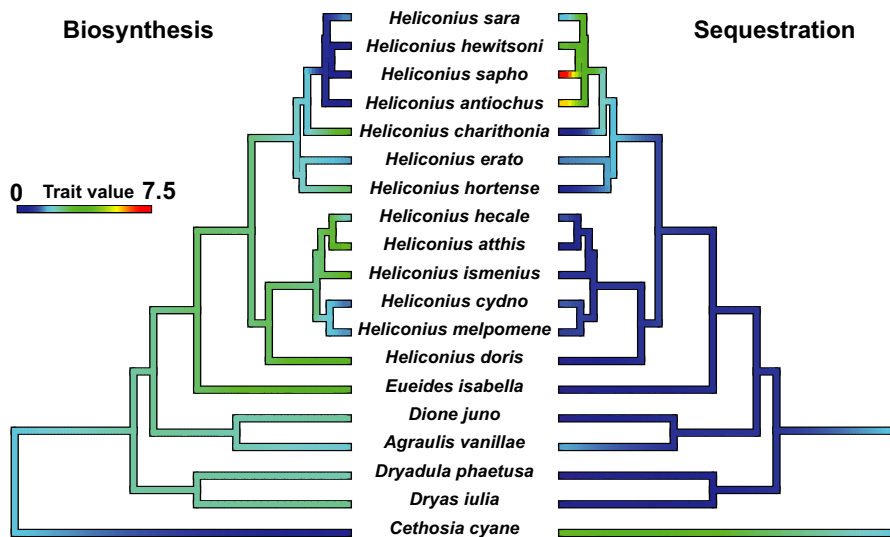 Biosynthesis
Sequestration
Heliconius sara
Heliconius hewitsoni
Heliconius sapho
Heliconius antiochus
Heliconius charithonia
Heliconius erato
Heliconius hortense
0 Trait value 7.5
Heliconius hecale
Heliconius atthis
Heliconius ismenius
Heliconius cydno
Heliconius melpomene
Heliconius doris
Eueides isabella
Dione juno
Agraulis vanillae
Dryadula phaetusa
Dryas iulia
Cethosia cyane